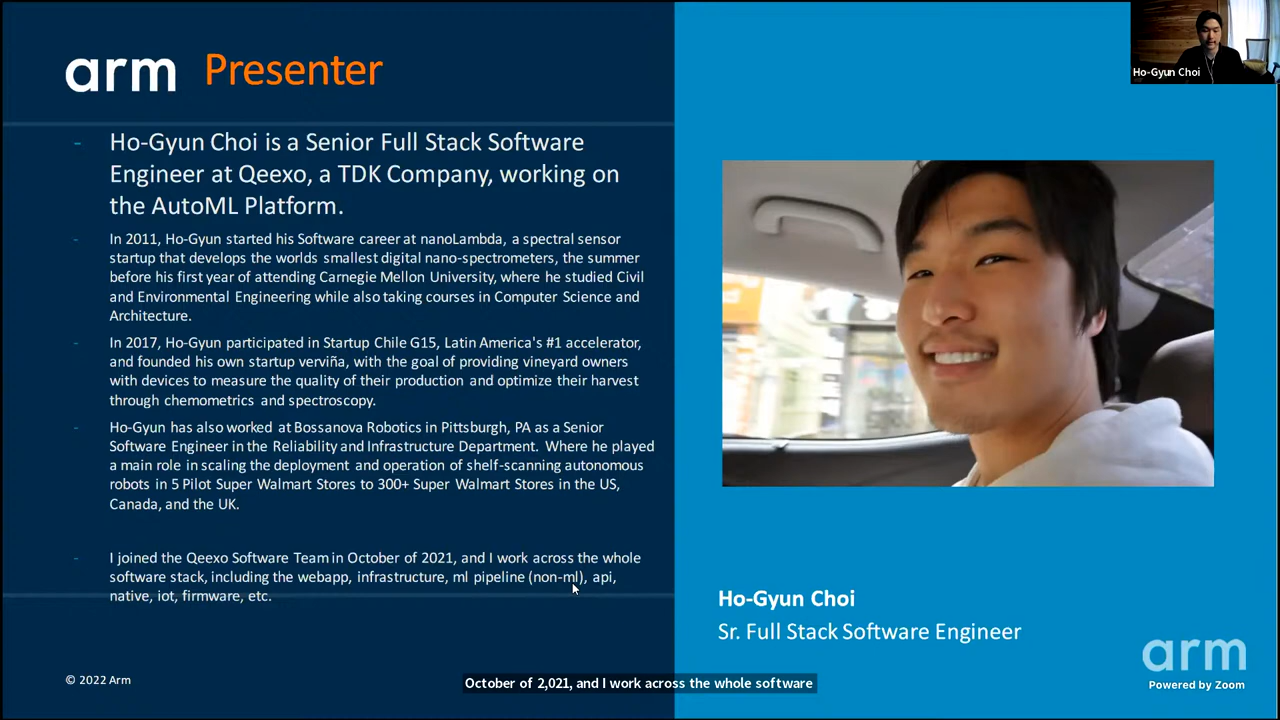 arm Presenter
Ho-Gyun Choi
- Ho-Gyun Choi is a Senior Full Stack Software
Engineer at Qeexo, a TDK Company, working on
the AutoML Platform.
- In 2011, Ho-Gyun started his Software career at nanoLambda, a spectral sensor
startup that develops the worlds smallest digital nano-spectrometers, the summer
before his first year of attending Carnegie Mellon University, where he studied Civil
and Environmental Engineering while also taking courses in Computer Science and
Architecture.
- In 2017, Ho-Gyun participated in Startup Chile G15, Latin America's #1 accelerator,
and founded his own startup verviña, with the goal of providing vineyard owners
with devices to measure the quality of their production and optimize their harvest
through chemometrics and spectroscopy.
- Ho-Gyun has also worked at Bossanova Robotics in Pittsburgh, PA as a Senior
Software Engineer in the Reliability and Infrastructure Department. Where he played
a main role in scaling the deployment and operation of shelf-scanning autonomous
robots in 5 Pilot Super Walmart Stores to 300+ Super Walmart Stores in the US,
Canada, and the UK.
- I joined the Qeexo Software Team in October of 2021, and I work across the whole
software stack, including the webapp, infrastructure, ml pipeline (non-ml), api,
native, iot, firmware, etc.
Ho-Gyun Choi
Sr. Full Stack Software Engineer
© 2022 Arm
October of 2,021, and I work across the whole software
arm
Powered by Zoom